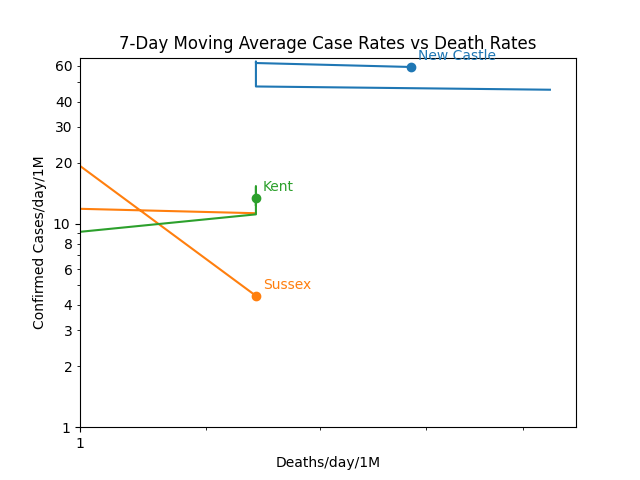 7-Day Moving Average Case Rates vs Death Rates
New Castle
60
40
30
20
Kent
10
8
6
Sussex
4
3
2
1
1
Confirmed Cases/day/1M
Deaths/day/1M